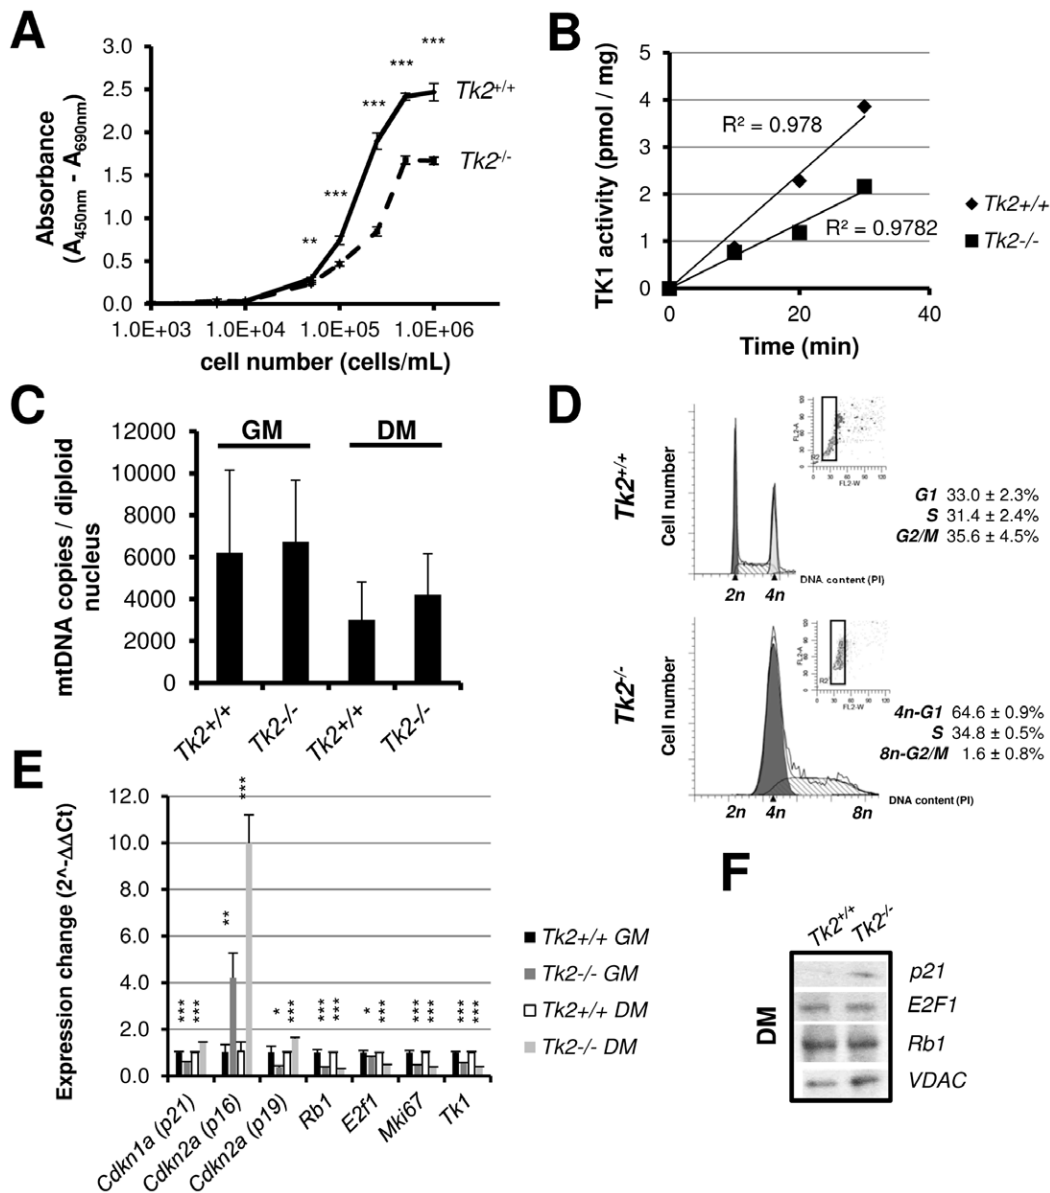 A
3.0
2.5
2.0
1.5
1.0
0.5
0.0
Absorbance
(A450nm - A690nm)
**
***
***
***
***
Tk2+/+
Tk2-/-
1.0E+03
1.0E+04
1.0E+05
1.0E+06
cell number (cells/mL)
B
5
4
3
2
1
0
TK1 activity (pmol / mg)
R² = 0.978
R² = 0.9782
Tk2+/+
Tk2-/-
0
20
40
Time (min)
C
GM
DM
12000
10000
8000
6000
4000
2000
0
mtDNA copies / diploid
nucleus
Tk2+/+
Tk2-/-
Tk2+/+
Tk2-/-
D
Tk2+/+
Cell number
FL2-A
FL2-W
G1 33.0 ± 2.3%
S 31.4 ± 2.4%
G2/M 35.6 ± 4.5%
DNA content (PI)
2n
4n
Tk2-/-
Cell number
FL2-A
R2
FL2-W
4n-G1 64.6 ± 0.9%
S 34.8 ± 0.5%
8n-G2/M 1.6 ± 0.8%
DNA content (PI)
2n
4n
8n
E
12.0
10.0
8.0
6.0
4.0
2.0
0.0
Expression change (2^-ΔΔCt)
***
***
**
***
*
***
***
***
*
***
***
***
***
***
Cdkn1a (p21)
Cdkn2a (p16)
Cdkn2a (p19)
Rb1
E2f1
Mki67
Tk1
Tk2+/+ GM
Tk2-/- GM
Tk2+/+ DM
Tk2-/- DM
F
Tk2+/+
Tk2-/-
DM
p21
E2F1
Rb1
VDAC